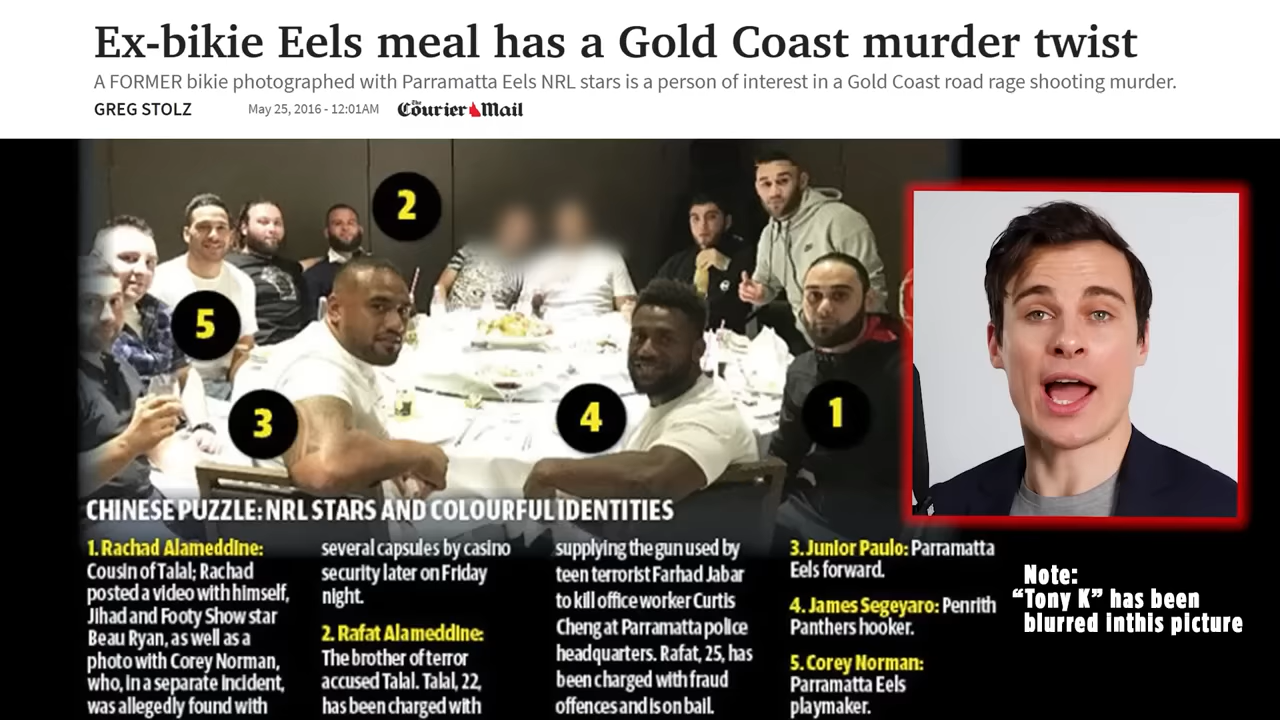 Ex-bikie Eels meal has a Gold Coast murder twist
A FORMER bikie photographed with Parramatta Eels NRL stars is a person of interest in a Gold Coast road rage shooting murder.
GREG STOLZ May 25, 2016 - 12:01AM The Courier Mail
2
5
3
4
1
CHINESE PUZZLE: NRL STARS AND COLOURFUL IDENTITIES
1. Rachad Alameddine:
Cousin of Talal; Rachad
posted a video with himself,
Jihad and Footy Show star
Beau Ryan, as well as a
photo with Corey Norman,
who, in a separate incident,
was allegedly found with
several capsules by casino
security later on Friday
night.
2. Rafat Alameddine:
The brother of terror
accused Talal. Talal, 22,
has been charged with
supplying the gun used by
teen terrorist Farhad Jabar
to kill office worker Curtis
Cheng at Parramatta police
headquarters. Rafat, 25, has
been charged with fraud
offences and is on bail.
3. Junior Paulo: Parramatta
Eels forward.
4. James Segeyaro: Penrith
Panthers hooker.
5. Corey Norman:
Parramatta Eels
playmaker.
Note:
“Tony K” has been
blurred inthis picture